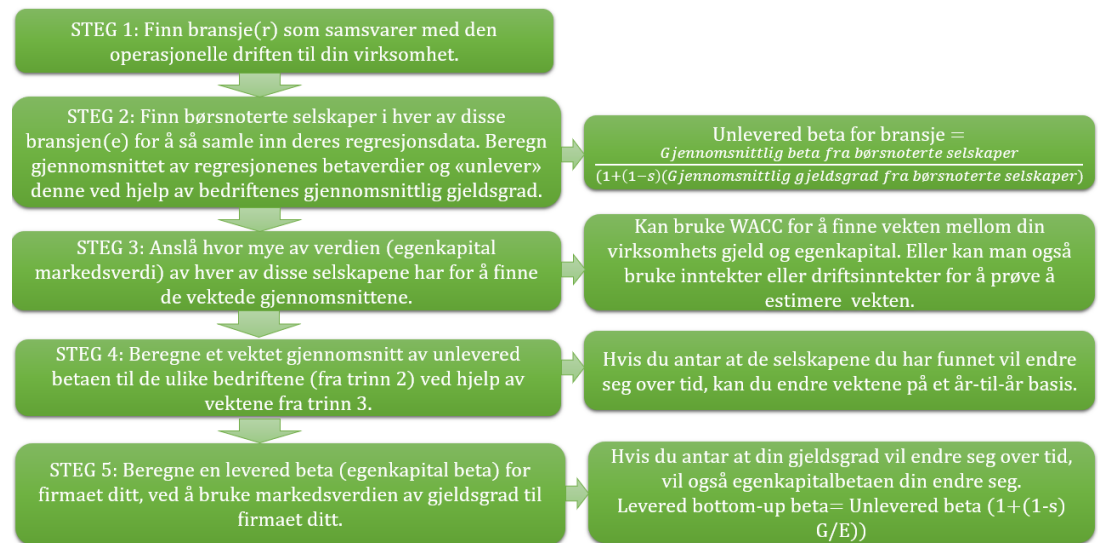 STEG 1: Finn bransje(r) som samsvarer med den
operasjonelle driften til din virksomhet.
STEG 2: Finn børsnoterte selskaper i hver av disse
bransjen(e) for å så samle inn deres regresjonsdata. Beregn
gjennomsnittet av regresjonenes betaverdier og «unlever»
denne ved hjelp av bedriftenes gjennomsnittlig gjeldsgrad.
Unlevered beta for bransje =
Gjennomsnittlig beta fra børsnoterte selskaper
(1+(1−s)(Gjennomsnittlig gjeldsgrad fra børsnoterte selskaper)
STEG 3: Anslå hvor mye av verdien (egenkapital
markedsverdi) av hver av disse selskapene har for å finne
de vektede gjennomsnittene.
Kan bruke WACC for å finne vekten mellom din
virksomhets gjeld og egenkapital. Eller kan man også
bruke inntekter eller driftsinntekter for å prøve å
estimere vekten.
STEG 4: Beregne et vektet gjennomsnitt av unlevered
betaen til de ulike bedriftene (fra trinn 2) ved hjelp av
vektene fra trinn 3.
Hvis du antar at de selskapene du har funnet vil endre
seg over tid, kan du endre vektene på et år-til-år basis.
STEG 5: Beregne en levered beta (egenkapital beta) for
firmaet ditt, ved å bruke markedsverdien av gjeldsgrad til
firmaet ditt.
Hvis du antar at din gjeldsgrad vil endre seg over tid,
vil også egenkapitalbetaen din endre seg.
Levered bottom-up beta= Unlevered beta (1+(1-s)
G/E))